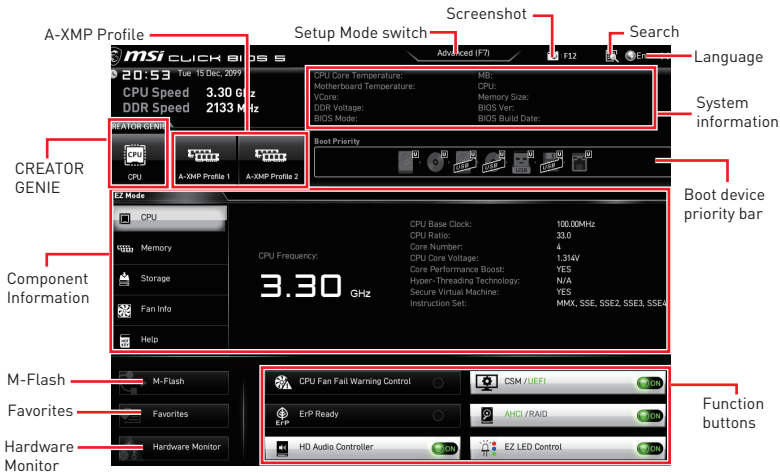 Screenshot
A-XMP Profile
Setup Mode switch
Search
msi CLICK BIOS 5
Advanced (F7)
F12
En
Language
20:53 Tue 15 Dec, 2099
CPU Speed 3.30 GHz
DDR Speed 2133 MHz
CPU Core Temperature:
Motherboard Temperature:
VCore:
DDR Voltage:
BIOS Mode:
MB:
CPU:
Memory Size:
BIOS Ver:
BIOS Build Date:
System
information
CREATOR GENIE
CPU
CPU
A-XMP Profile 1
A-XMP Profile 2
Boot Priority
U
U
USB U
USB U
USB U
USB U
U
CREATOR
GENIE
Boot device
priority bar
EZ Mode
CPU
Memory
Storage
Fan Info
Help
CPU Frequency:
3.30 GHz
CPU Base Clock: 100.00MHz
CPU Ratio: 33.0
Core Number: 4
CPU Core Voltage: 1.314V
Core Performance Boost: YES
Hyper-Threading Technology: N/A
Secure Virtual Machine: YES
Instruction Set: MMX, SSE, SSE2, SSE3, SSE4
Component
Information
M-Flash
Favorites
Hardware
Monitor
M-Flash
Favorites
Hardware Monitor
CPU Fan Fail Warning Control
ErP ErP Ready
HD Audio Controller ON
CSM /UEFI ON
AHCI /RAID ON
EZ LED Control ON
Function
buttons